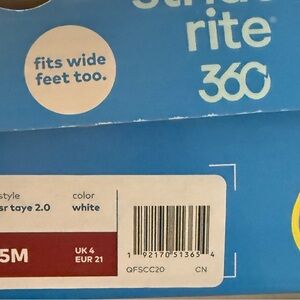 stride
rite
360
fits wide
feet too.
style
sr taye 2.0
color
white
5M
UK 4
EUR 21
1 92170 51365 4
QFSCC20
CN